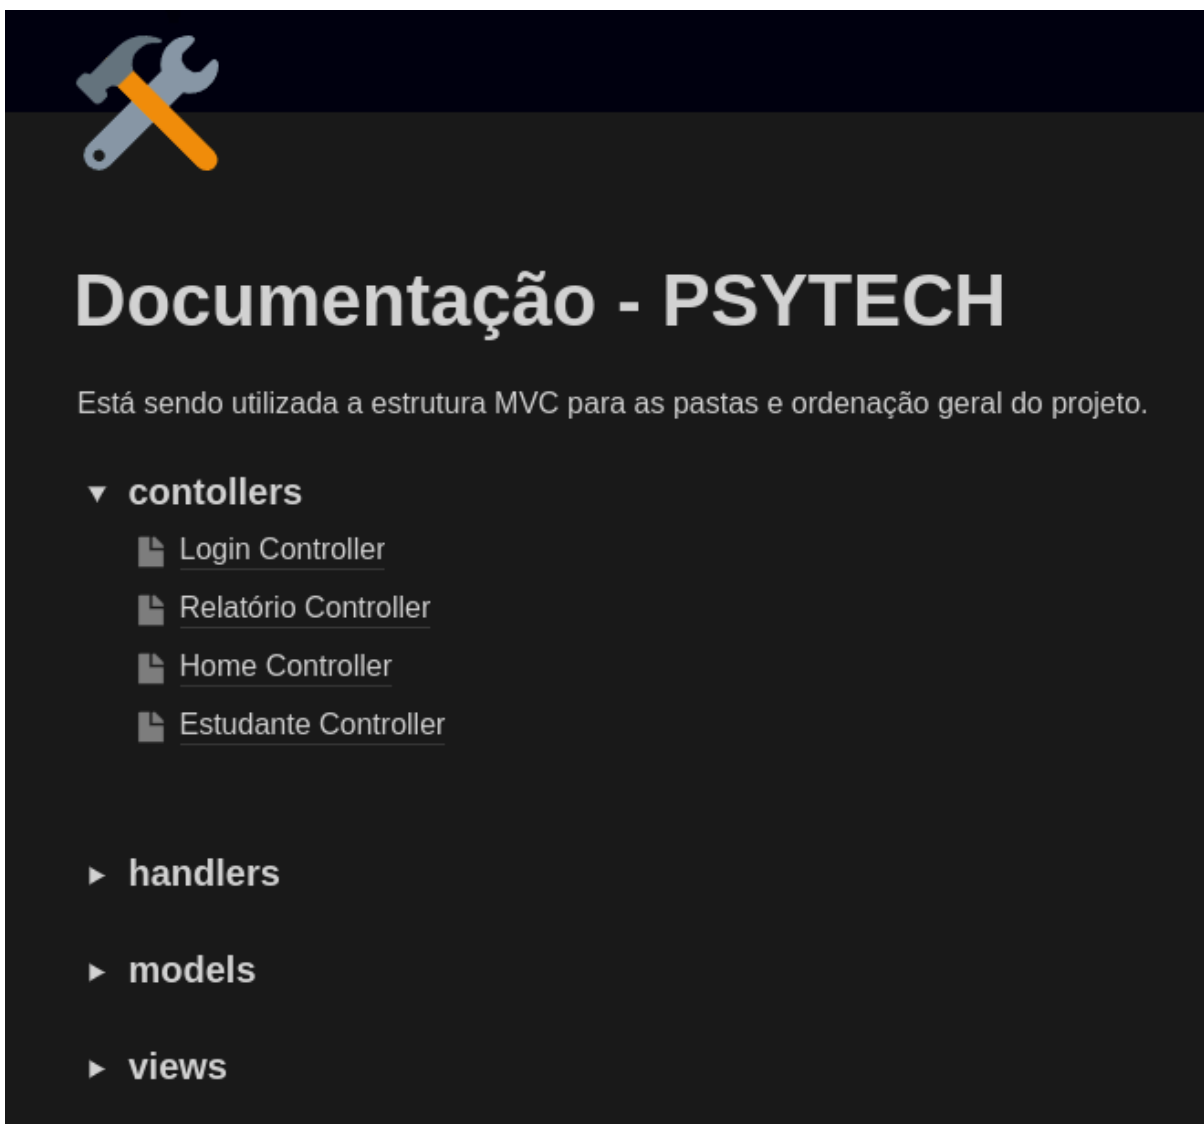 Documentação - PSYTECH
Está sendo utilizada a estrutura MVC para as pastas e ordenação geral do projeto.
contollers
Login Controller
Relatório Controller
Home Controller
Estudante Controller
handlers
models
views